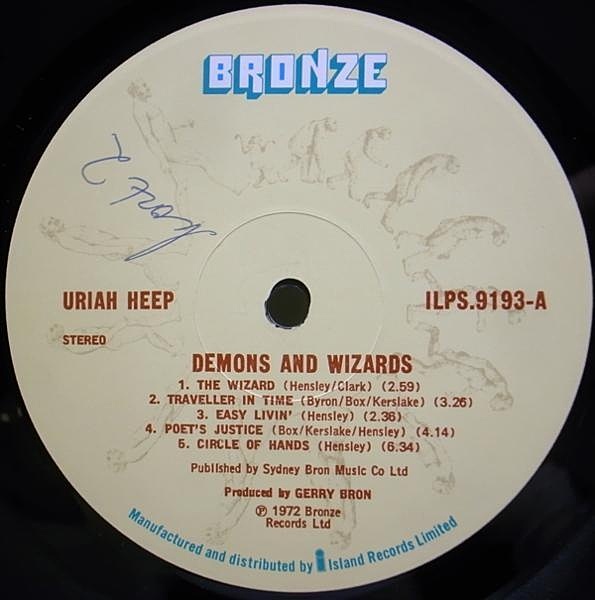 BRONZE
2
URIAH HEEP
ILPS.9193-A
STEREO
DEMONS AND WIZARDS
1. THE WIZARD (Hensley/Clark) (2.59)
2. TRAVELLER IN TIME (Byron/Box/Kerslake) (3.26)
3. EASY LIVIN' (Hensley) (2.36)
4. POET'S JUSTICE (Box/Kerslake/Hensley) (4.14)
5. CIRCLE OF HANDS (Hensley) (6.34)
Published by Sydney Bron Music Co Ltd
Produced by GERRY BRON
℗ 1972 Bronze
Records Ltd
Manufactured and distributed by i Island Records Limited